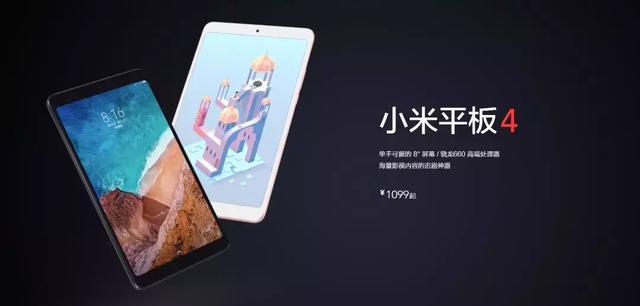 8:16
小米平板4
单手可握的 8" 屏幕 / 骁龙660 高端处理器
海量影视内容的追剧神器
¥1099起